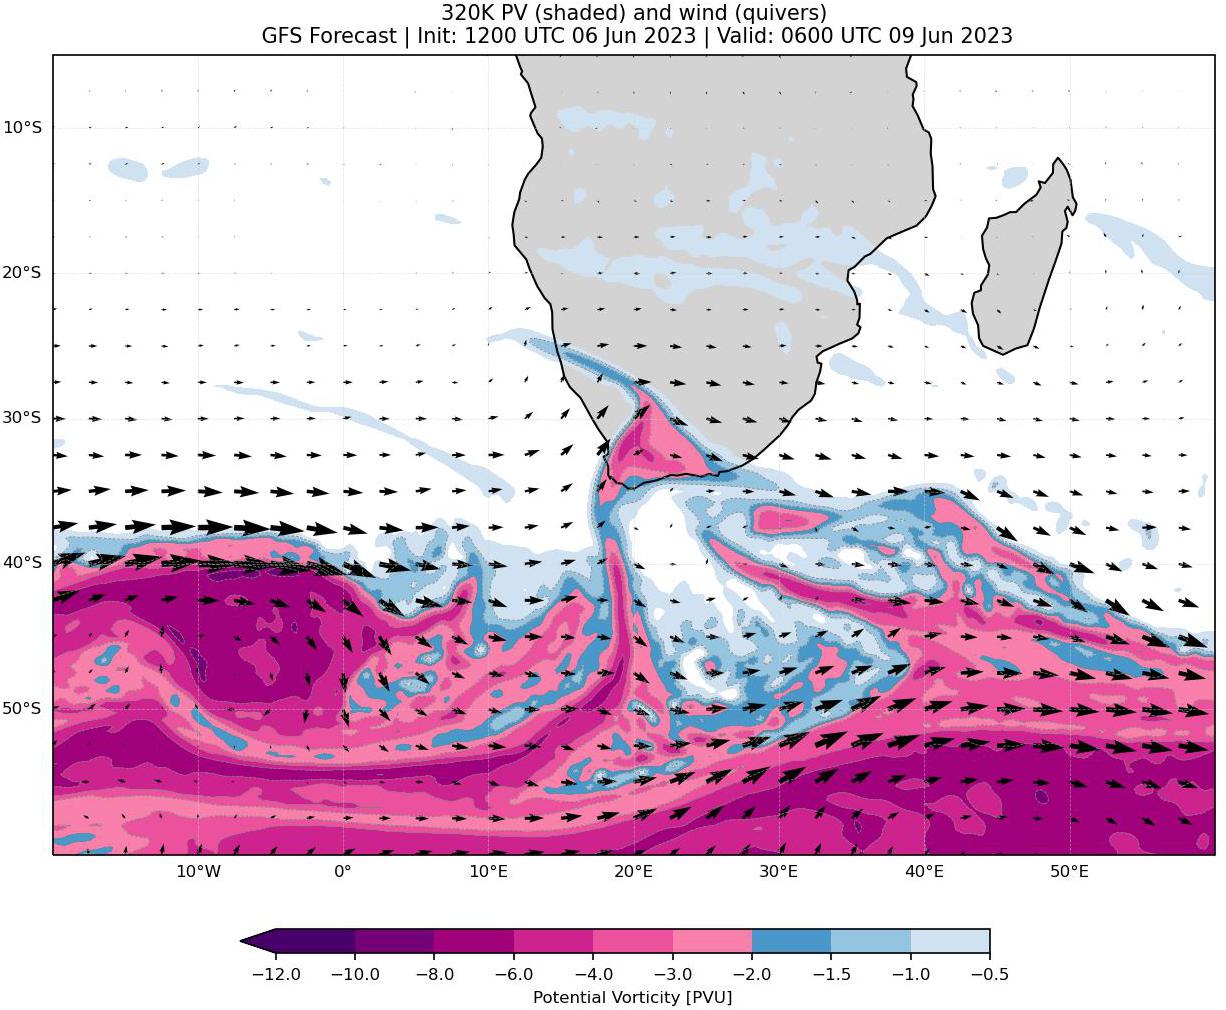 320K PV (shaded) and wind (quivers)
GFS Forecast | Init: 1200 UTC 06 Jun 2023 | Valid: 0600 UTC 09 Jun 2023
10°S
20°S
30°S
40°S
50°S
10°W 0° 10°E 20°E 30°E 40°E 50°E
−12.0 −10.0 −8.0 −6.0 −4.0 −3.0 −2.0 −1.5 −1.0 −0.5
Potential Vorticity [PVU]